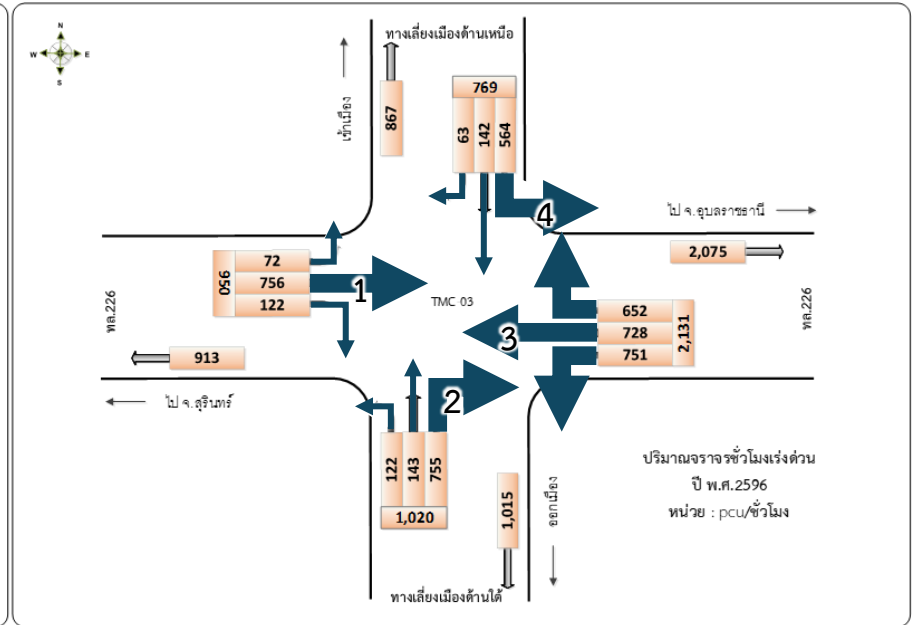 N
W
E
S
ทางเลี่ยงเมืองด้านเหนือ
เข้าเมือง
867
769
63
142
564
4
ไป จ.อุบลราชธานี
2,075
950
72
756
122
1
TMC 03
ทล.226
ทล.226
3
652
728
751
2,131
913
ไป จ.สุรินทร์
2
122
143
755
1,020
1,015
ออกเมือง
ปริมาณจราจรชั่วโมงเร่งด่วน
ปี พ.ศ.2596
หน่วย : pcu/ชั่วโมง
ทางเลี่ยงเมืองด้านใต้